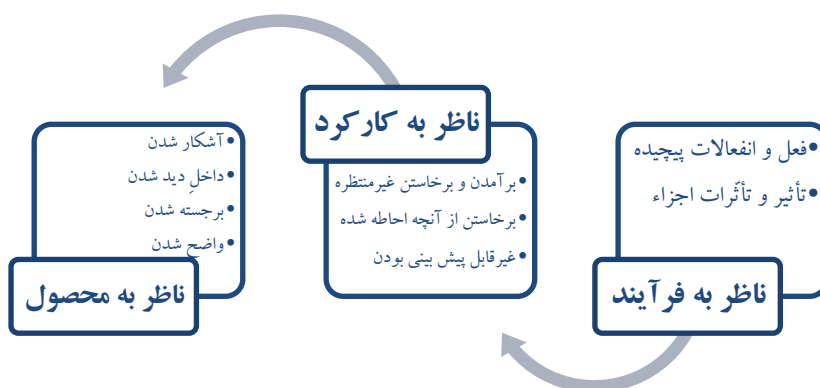 •فعل و انفعالات پیچیده
•تأثیر و تأثّرات اجزاء
ناظر به فرآیند
ناظر به کارکرد
•برآمدن و برخاستن غیرمنتظره
•برخاستن از آنچه احاطه شده
•غیرقابل پیش بینی بودن
•آشکار شدن
•داخلِ دید شدن
•برجسته شدن
•واضح شدن
ناظر به محصول